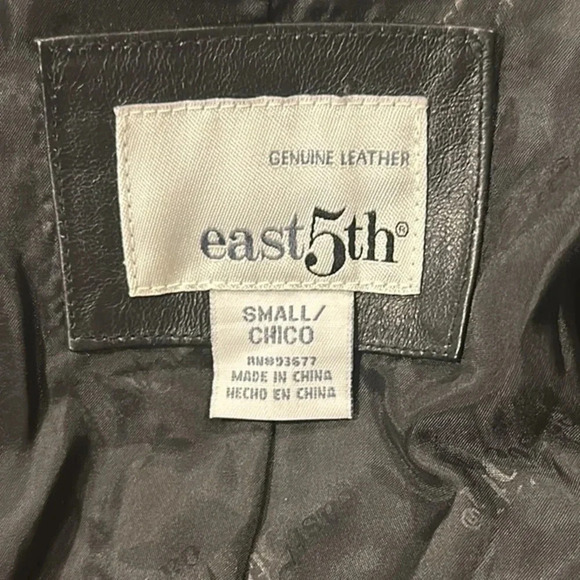 GENUINE LEATHER
east5th®
SMALL/
CHICO
RN#93677
MADE IN CHINA
HECHO EN CHINA